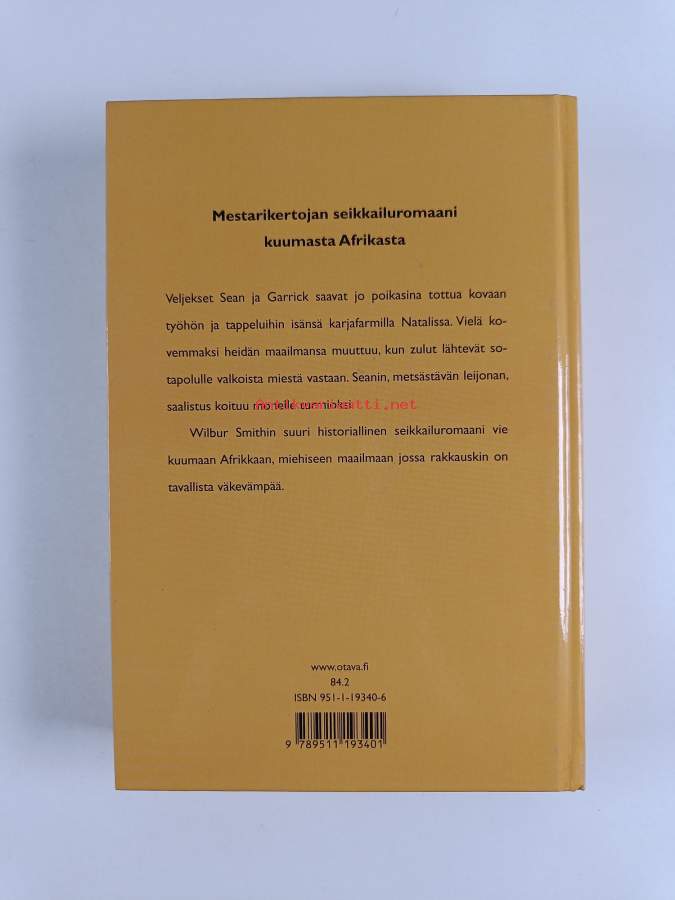 Mestarikertojan seikkailuromaani
kuumasta Afrikasta
Veljekset Sean ja Garrick saavat jo poikasina tottua kovaan
työhön ja tappeluihin isänsä karjafarmilla Natalissa. Vielä ko-
vemmaksi heidän maailmansa muuttuu, kun zulut lähtevät so-
tapolulle valkoista miestä vastaan. Seanin, metsästävän leijonan,
saalistus koituu monelle tuhoksi.
Wilbur Smithin suuri historiallinen seikkailuromaani vie
kuumaan Afrikkaan, miehiseen maailmaan jossa rakkauskin on
tavallista väkevämpää.
www.otava.fi
84.2
ISBN 951-1-19340-6
9 789511 193401